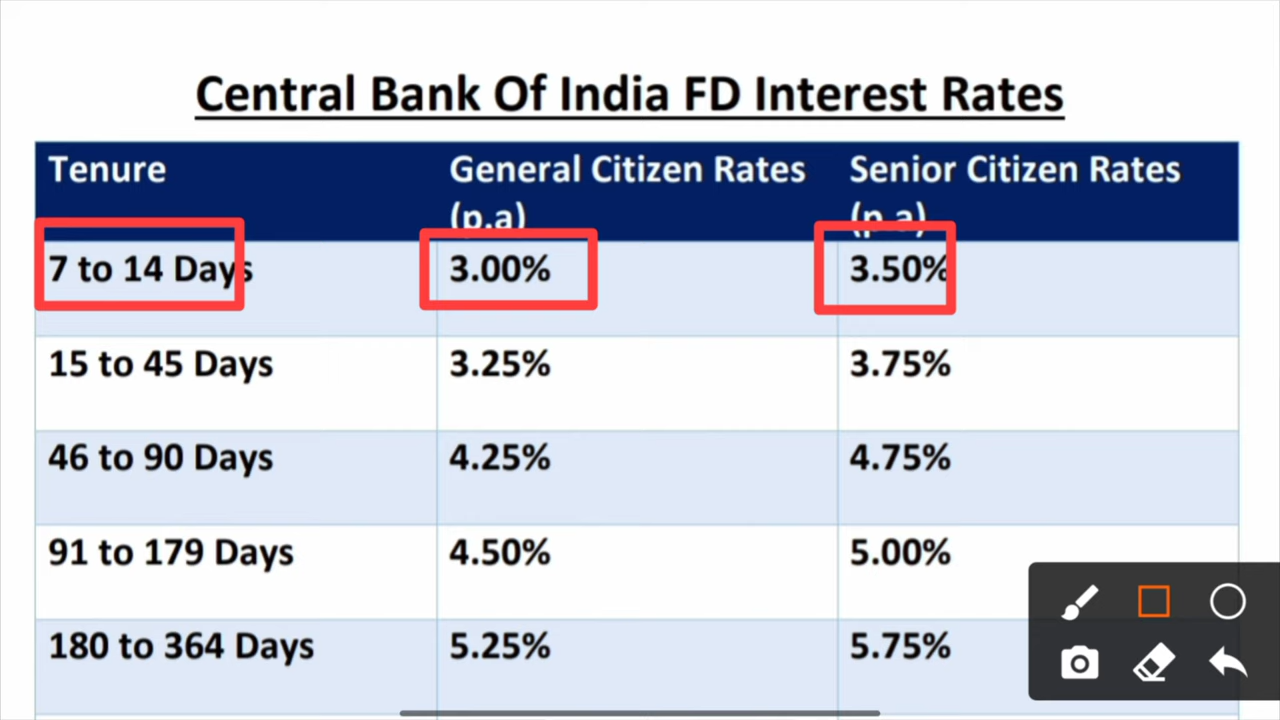 Central Bank Of India FD Interest Rates
Tenure General Citizen Rates (p.a) Senior Citizen Rates (p.a)
7 to 14 Days 3.00% 3.50%
15 to 45 Days 3.25% 3.75%
46 to 90 Days 4.25% 4.75%
91 to 179 Days 4.50% 5.00%
180 to 364 Days 5.25% 5.75%